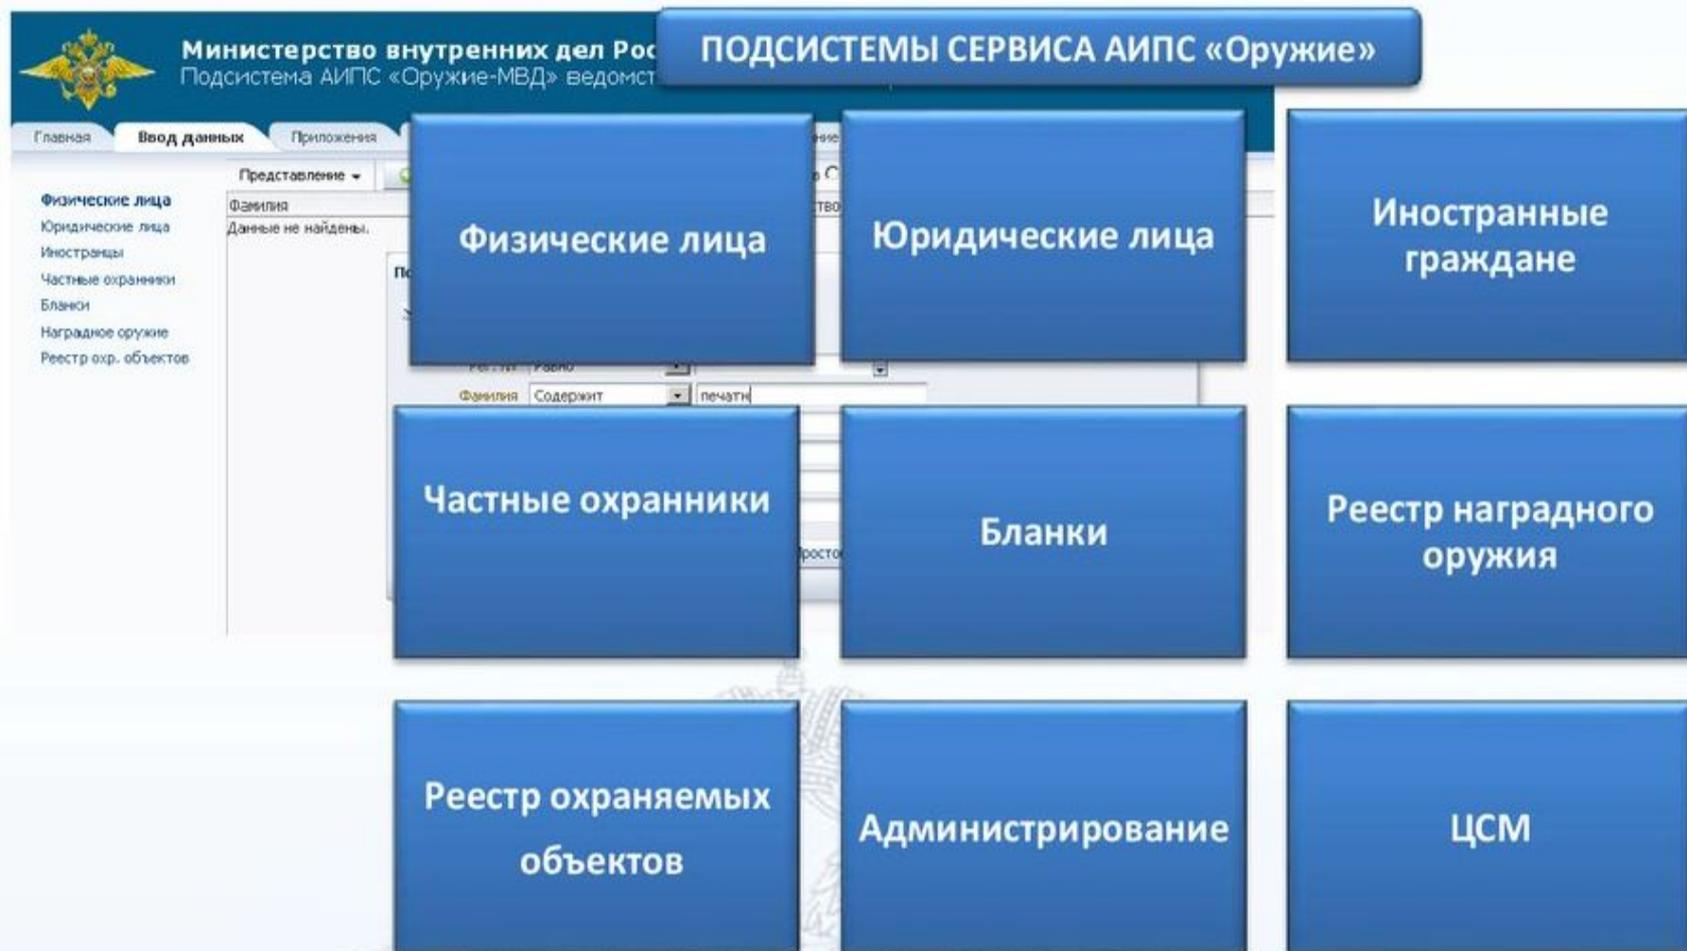 ПОДСИСТЕМЫ СЕРВИСА АИПС «Оружие»
Министерство внутренних дел
Подсистема АИПС «Оружие-МВД»
Главная
Ввод данных
Приложения
Представление
Физические лица
Юридические лица
Иностранцы
Частные охранники
Бланки
Наградное оружие
Реестр охр. объектов
Фамилия
Данные не найдены.
Фамилия Содержит печатн
Физические лица
Юридические лица
Иностранные
граждане
Частные охранники
Бланки
Реестр наградного
оружия
Реестр охраняемых
объектов
Администрирование
ЦСМ